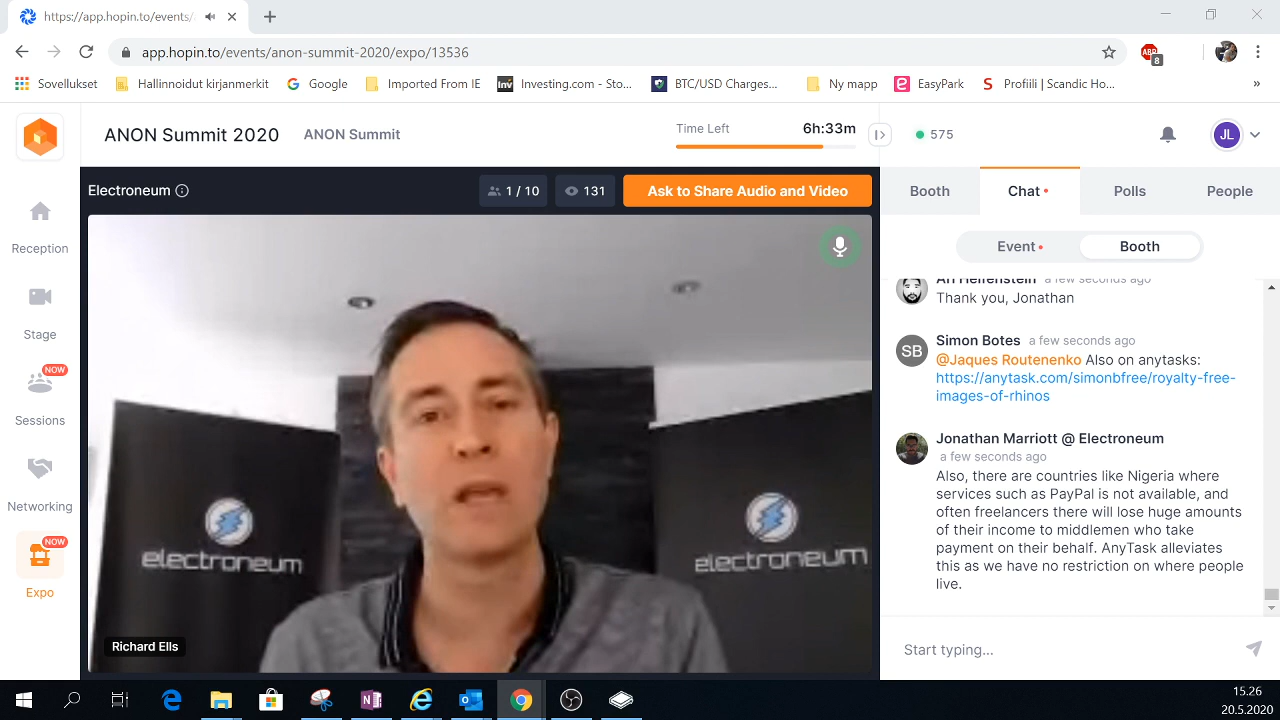 https://app.hopin.to/events/
app.hopin.to/events/anon-summit-2020/expo/13536
ABP
8
Sovellukset
Hallinnoidut kirjanmerkit
Google
Imported From IE
Inv
Investing.com - Sto...
BTC/USD Charges...
Ny mapp
EasyPark
S
Profiili | Scandic Ho...
»
ANON Summit 2020
ANON Summit
Time Left
6h:33m
575
JL
Electroneum
1 / 10
131
Ask to Share Audio and Video
Booth
Chat
Polls
People
Event
Booth
Reception
Stage
NOW
Sessions
Networking
NOW
Expo
electroneum
electroneum
Richard Ells
a few seconds ago
Thank you, Jonathan
SB
Simon Botes a few seconds ago
@Jaques Routenenko Also on anytasks:
https://anytask.com/simonbfree/royalty-free-
images-of-rhinos
Jonathan Marriott @ Electroneum
a few seconds ago
Also, there are countries like Nigeria where
services such as PayPal is not available, and
often freelancers there will lose huge amounts
of their income to middlemen who take
payment on their behalf. AnyTask alleviates
this as we have no restriction on where people
live.
Start typing...
15.26
20.5.2020